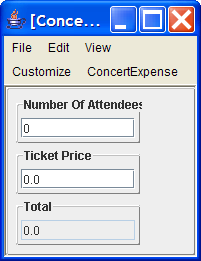 [Conce...
File Edit View
Customize ConcertExpense
Number Of Attendees
0
Ticket Price
0.0
Total
0.0